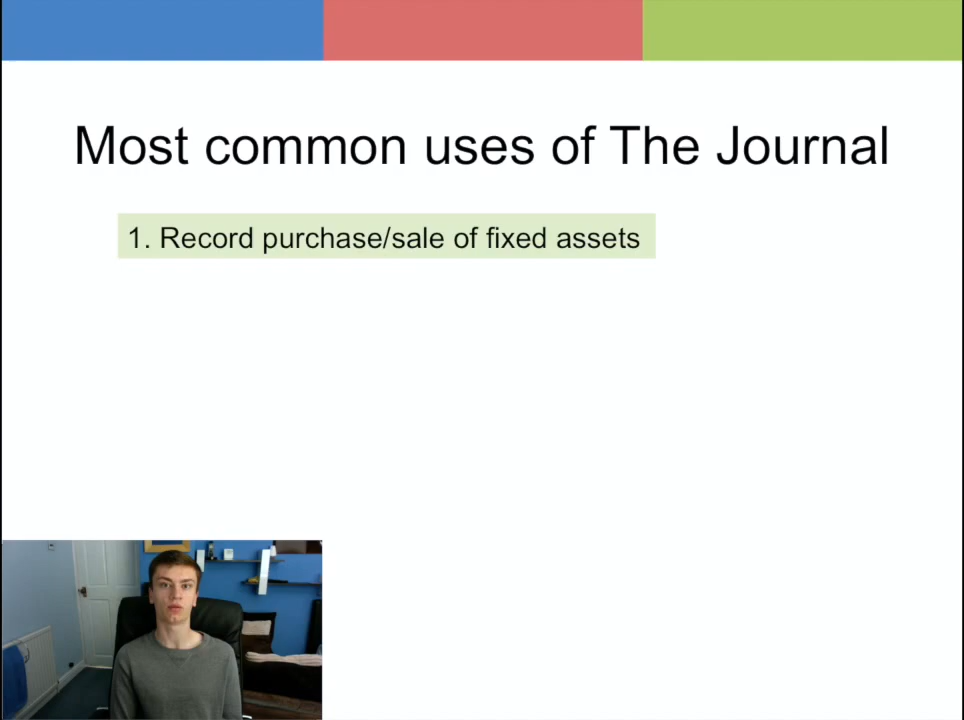 Most common uses of The Journal
1. Record purchase/sale of fixed assets